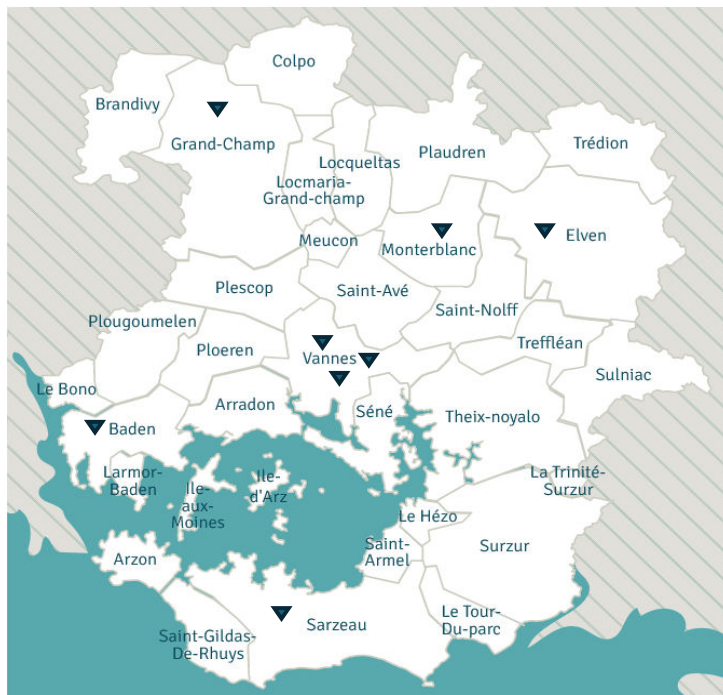 Colpo
Brandivy
Grand-Champ
Locqueltas
Plaudren
Trédion
Locmaria-
Grand-champ
Meucon
Monterblanc
Elven
Plescop
Saint-Avé
Saint-Nolff
Plougoumelen
Ploeren
Vannes
Treffléan
Sulniac
Le Bono
Arradon
Séné
Theix-noyalo
Baden
Larmor-
Baden
Ile-
aux-
Moines
Ile-
d'Arz
La Trinité-
Surzur
Le Hézo
Saint-
Armel
Surzur
Arzon
Sarzeau
Le Tour-
Du-parc
Saint-Gildas-
De-Rhuys